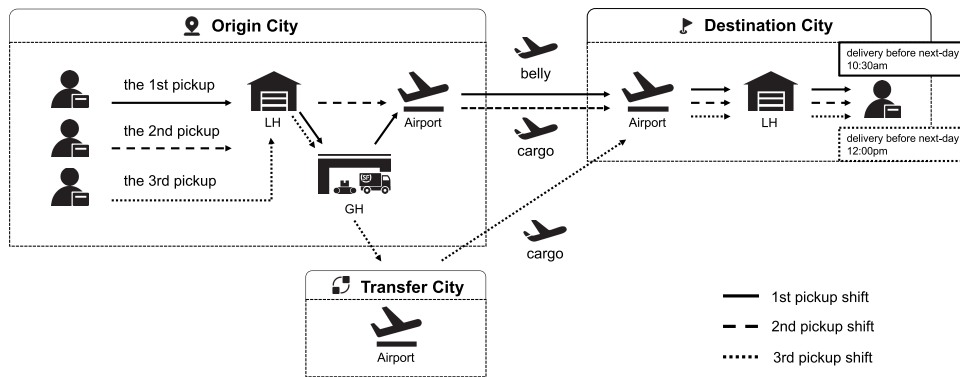 Origin City
Destination City
the 1st pickup
the 2nd pickup
the 3rd pickup
LH
Airport
GH
SF
belly
cargo
cargo
Airport
LH
delivery before next-day
10:30am
delivery before next-day
12:00pm
Transfer City
Airport
1st pickup shift
2nd pickup shift
3rd pickup shift